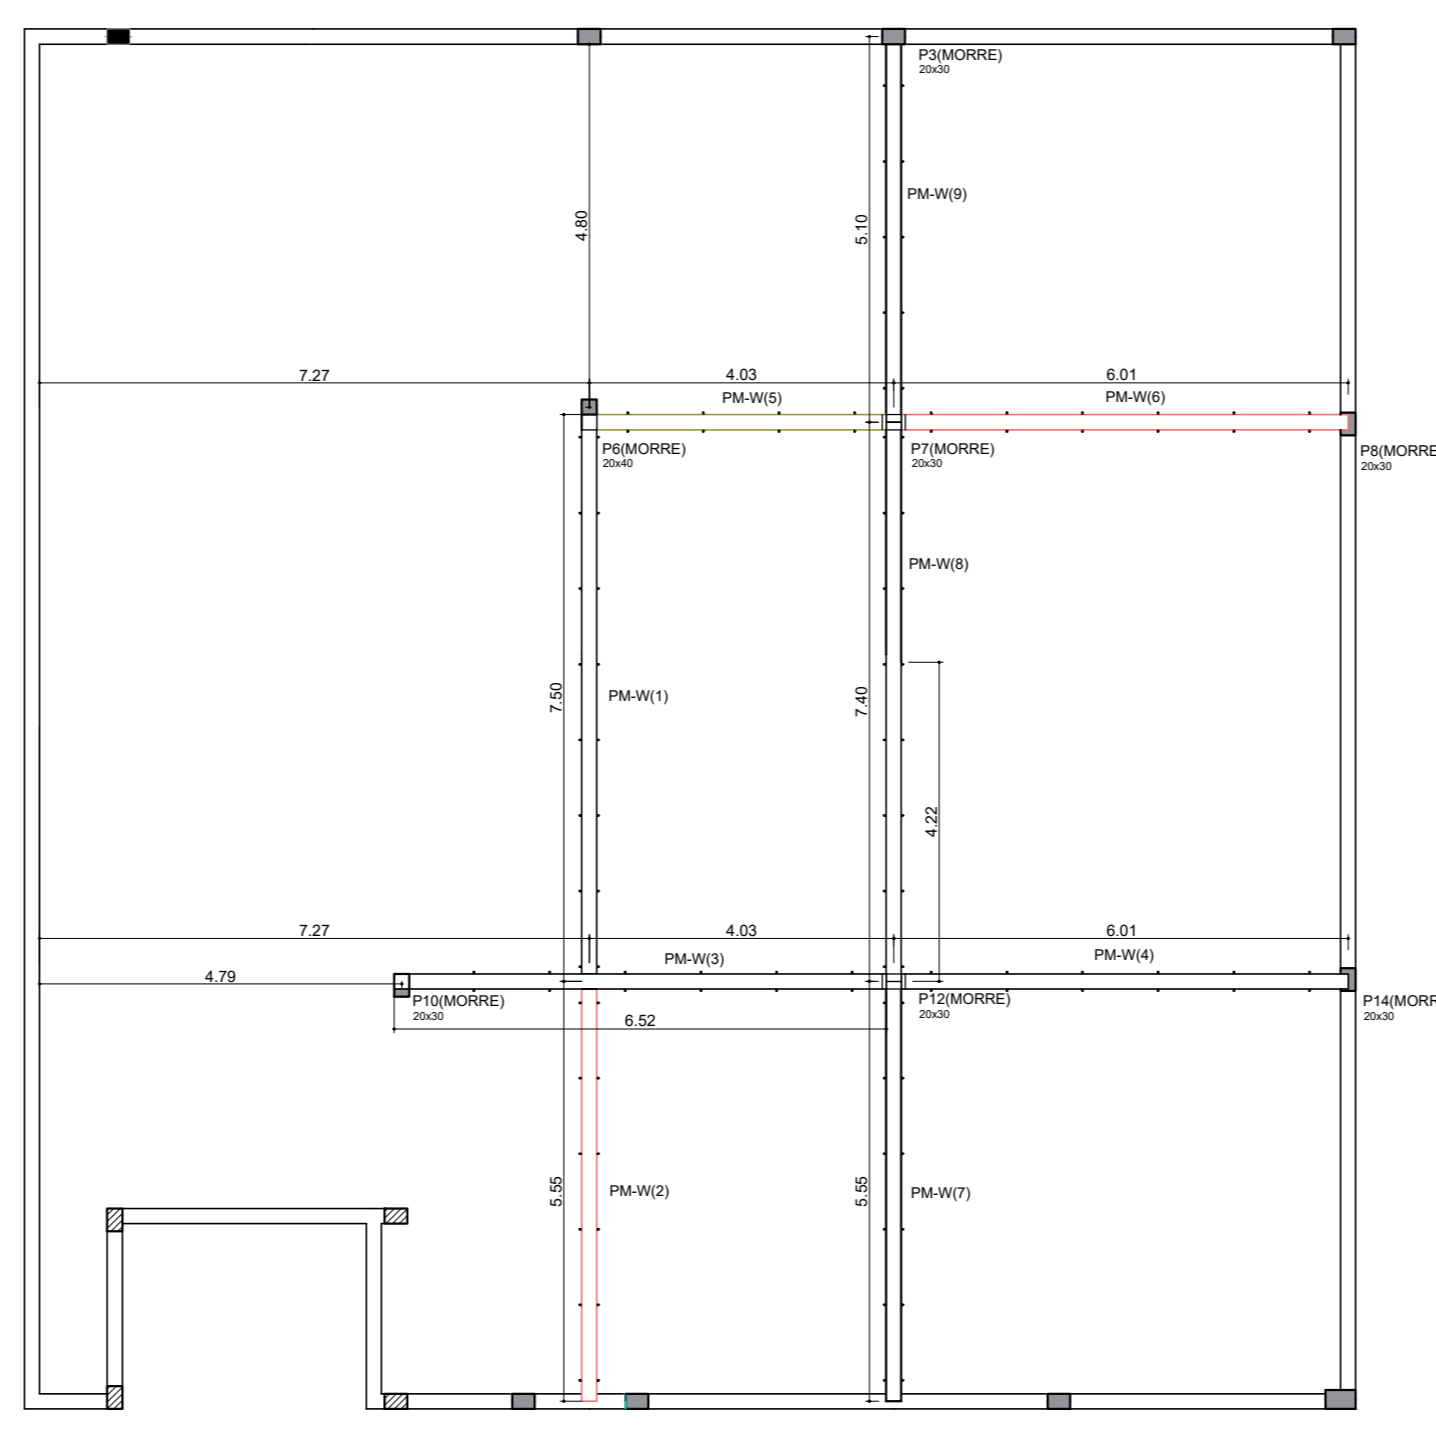 P3(MORRE)
20x30
PM-W(9)
4.80
5.10
7.27
4.03
6.01
PM-W(5)
PM-W(6)
P6(MORRE)
20x40
P7(MORRE)
20x30
P8(MORRE
20x30
PM-W(8)
7.50
PM-W(1)
7.40
4.22
7.27
4.03
6.01
PM-W(3)
PM-W(4)
4.79
P10(MORRE)
20x30
P12(MORRE)
20x30
P14(MORR
20x30
6.52
5.55
PM-W(2)
5.55
PM-W(7)